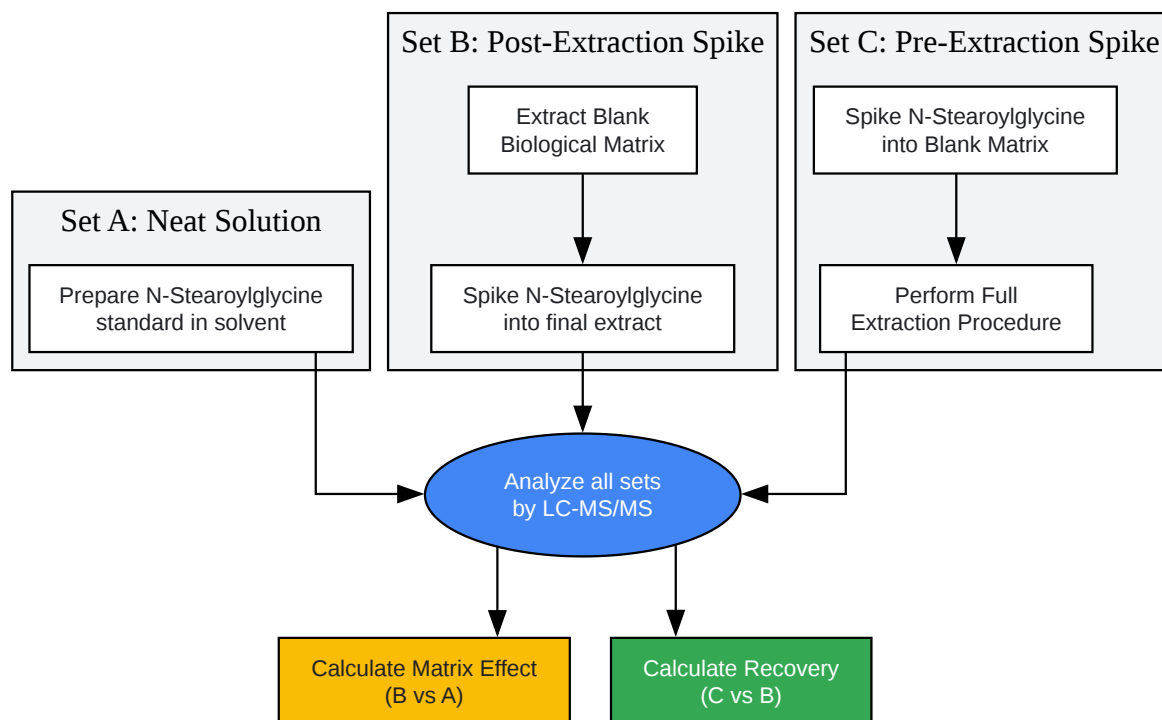 Set A: Neat Solution
Prepare N-Stearoylglycine
standard in solvent
Set B: Post-Extraction Spike
Extract Blank
Biological Matrix
Spike N-Stearoylglycine
into final extract
Set C: Pre-Extraction Spike
Spike N-Stearoylglycine
into Blank Matrix
Perform Full
Extraction Procedure
Analyze all sets
by LC-MS/MS
Calculate Matrix Effect
(B vs A)
Calculate Recovery
(C vs B)